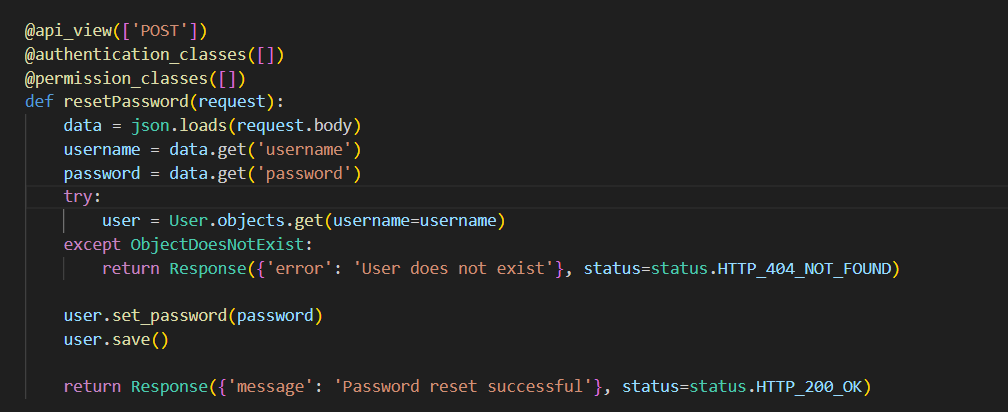 @api_view(['POST'])
@authentication_classes([])
@permission_classes([])
def resetPassword(request):
    data = json.loads(request.body)
    username = data.get('username')
    password = data.get('password')
    try:
        user = User.objects.get(username=username)
    except ObjectDoesNotExist:
        return Response({'error': 'User does not exist'}, status=status.HTTP_404_NOT_FOUND)
    user.set_password(password)
    user.save()
    return Response({'message': 'Password reset successful'}, status=status.HTTP_200_OK)